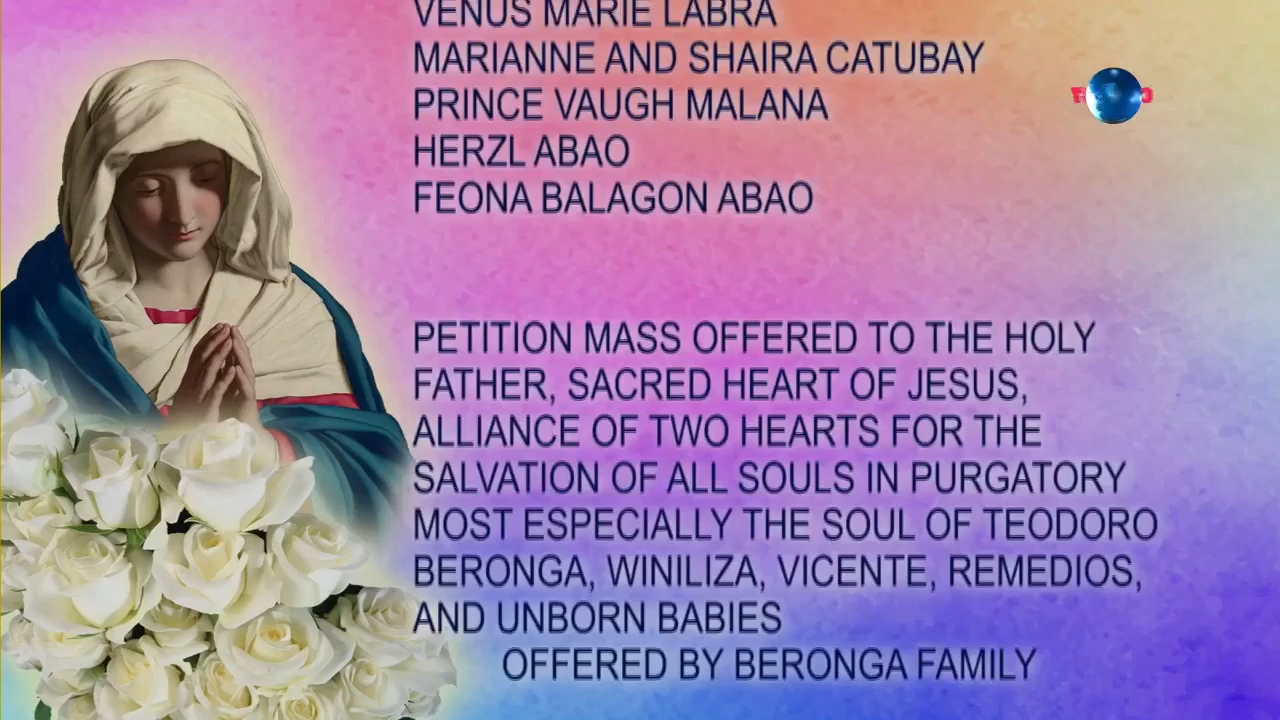 VENUS MARIE LABRA
MARIANNE AND SHAIRA CATUBAY
PRINCE VAUGH MALANA
HERZL ABAO
FEONA BALAGON ABAO
PETITION MASS OFFERED TO THE HOLY
FATHER, SACRED HEART OF JESUS,
ALLIANCE OF TWO HEARTS FOR THE
SALVATION OF ALL SOULS IN PURGATORY
MOST ESPECIALLY THE SOUL OF TEODORO
BERONGA, WINILIZA, VICENTE, REMEDIOS,
AND UNBORN BABIES
OFFERED BY BERONGA FAMILY